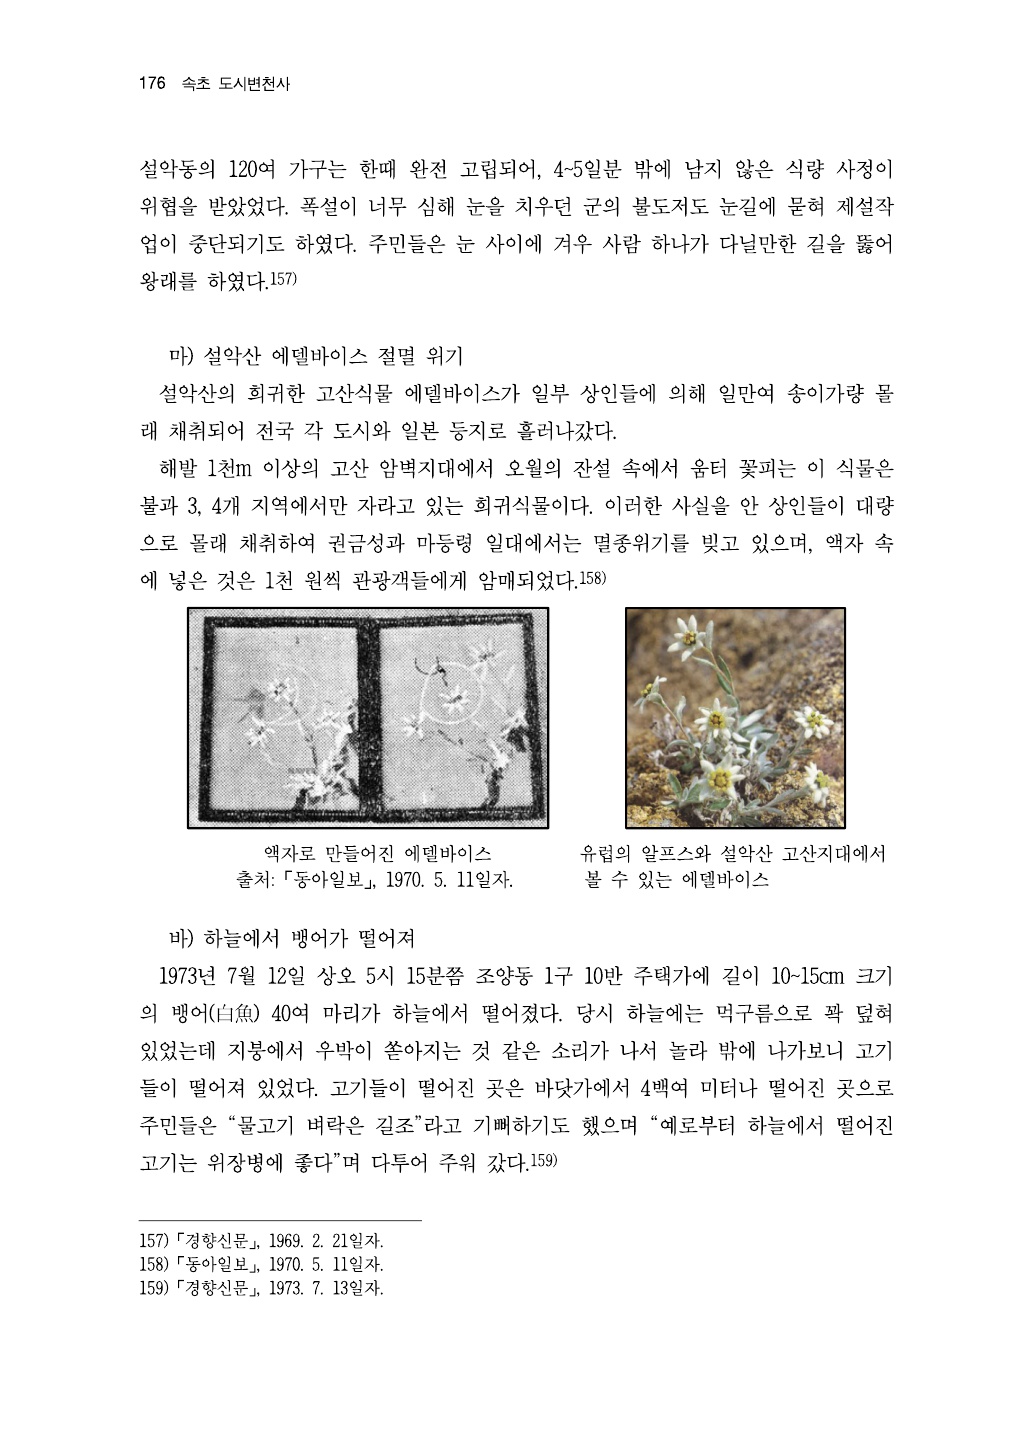 176 속초 도시변천사
설악동의 120여 가구는 한때 완전 고립되어, 4~5일분 밖에 남지 않은 식량 사정이
위협을 받았었다. 폭설이 너무 심해 눈을 치우던 군의 불도저도 눈길에 묻혀 제설작
업이 중단되기도 하였다. 주민들은 눈 사이에 겨우 사람 하나가 다닐만한 길을 뚫어
왕래를 하였다.157)
마) 설악산 에델바이스 절멸 위기
설악산의 희귀한 고산식물 에델바이스가 일부 상인들에 의해 일만여 송이가량 몰
래 채취되어 전국 각 도시와 일본 등지로 흘러나갔다.
해발 1천m 이상의 고산 암벽지대에서 오월의 잔설 속에서 움터 꽃피는 이 식물은
불과 3, 4개 지역에서만 자라고 있는 희귀식물이다. 이러한 사실을 안 상인들이 대량
으로 몰래 채취하여 권금성과 마등령 일대에서는 멸종위기를 빚고 있으며, 액자 속
에 넣은 것은 1천 원씩 관광객들에게 암매되었다.158)
액자로 만들어진 에델바이스
출처:「동아일보」, 1970. 5. 11일자.
유럽의 알프스와 설악산 고산지대에서
볼 수 있는 에델바이스
바) 하늘에서 뱅어가 떨어져
1973년 7월 12일 상오 5시 15분쯤 조양동 1구 10반 주택가에 길이 10~15cm 크기
의 뱅어(白魚) 40여 마리가 하늘에서 떨어졌다. 당시 하늘에는 먹구름으로 꽉 덮혀
있었는데 지붕에서 우박이 쏟아지는 것 같은 소리가 나서 놀라 밖에 나가보니 고기
들이 떨어져 있었다. 고기들이 떨어진 곳은 바닷가에서 4백여 미터나 떨어진 곳으로
주민들은 “물고기 벼락은 길조”라고 기뻐하기도 했으며 “예로부터 하늘에서 떨어진
고기는 위장병에 좋다”며 다투어 주워 갔다.159)
157)「경향신문」, 1969. 2. 21일자.
158)「동아일보」, 1970. 5. 11일자.
159)「경향신문」, 1973. 7. 13일자.